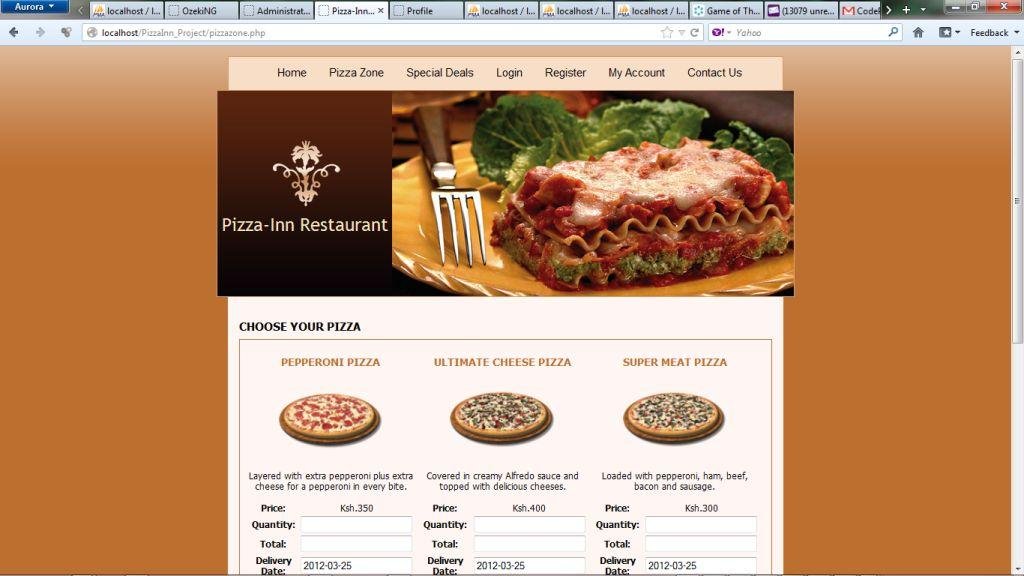 Aurora
localhost / l...
OzekiNG
Administrat...
Pizza-Inn...
Profile
localhost / l...
localhost / l...
localhost / l...
Game of Th...
(13079 unre...
localhost/PizzaInn_Project/pizzazone.php
Yahoo
Feedback
Home Pizza Zone Special Deals Login Register My Account Contact Us
Pizza-Inn Restaurant
CHOOSE YOUR PIZZA
PEPPERONI PIZZA ULTIMATE CHEESE PIZZA SUPER MEAT PIZZA
Layered with extra pepperoni plus extra
cheese for a pepperoni in every bite.
Covered in creamy Alfredo sauce and
topped with delicious cheeses.
Loaded with pepperoni, ham, beef,
bacon and sausage.
Price: Ksh.350 Price: Ksh.400 Price: Ksh.300
Quantity: Quantity: Quantity:
Total: Total: Total:
Delivery Date: 2012-03-25 Delivery Date: 2012-03-25 Delivery Date: 2012-03-25